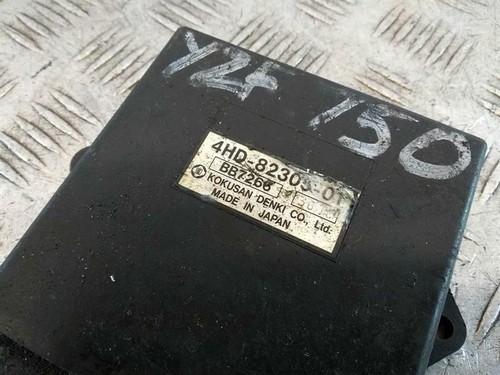 YZF 750
4HD-82305-01
BB7266
KOKUSAN DENKI CO., Ltd.
MADE IN JAPAN